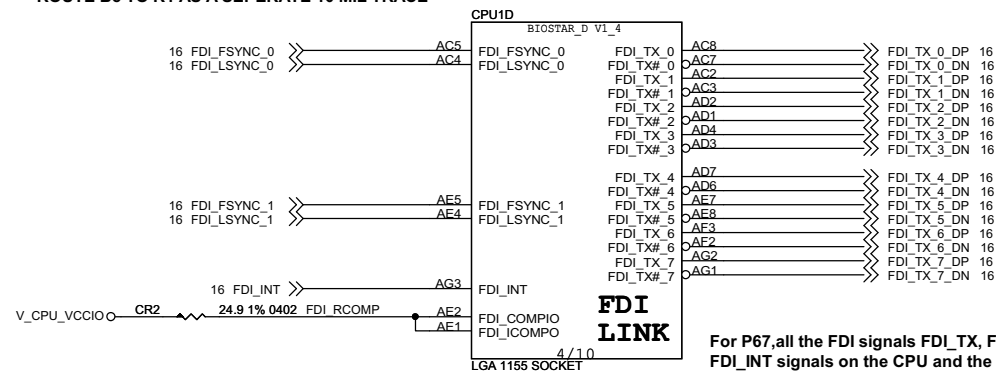 CPU1D
BIOSTAR_D V1_4
16 FDI_FSYNC_0 AC5 FDI_FSYNC_0 FDI_TX_0 AC8 FDI_TX_0_DP 16
16 FDI_LSYNC_0 AC4 FDI_LSYNC_0 FDI_TX#_0 AC7 FDI_TX_0_DN 16
FDI_TX_1 AC2 FDI_TX_1_DP 16
FDI_TX#_1 AC3 FDI_TX_1_DN 16
FDI_TX_2 AD2 FDI_TX_2_DP 16
FDI_TX#_2 AD1 FDI_TX_2_DN 16
FDI_TX_3 AD4 FDI_TX_3_DP 16
FDI_TX#_3 AD3 FDI_TX_3_DN 16
FDI_TX_4 AD7 FDI_TX_4_DP 16
FDI_TX#_4 AD6 FDI_TX_4_DN 16
16 FDI_FSYNC_1 AE5 FDI_FSYNC_1 FDI_TX_5 AE7 FDI_TX_5_DP 16
16 FDI_LSYNC_1 AE4 FDI_LSYNC_1 FDI_TX#_5 AE8 FDI_TX_5_DN 16
FDI_TX_6 AF3 FDI_TX_6_DP 16
FDI_TX#_6 AF2 FDI_TX_6_DN 16
FDI_TX_7 AG2 FDI_TX_7_DP 16
FDI_TX#_7 AG1 FDI_TX_7_DN 16
16 FDI_INT AG3 FDI_INT
V_CPU_VCCIO CR2 24.9 1% 0402 FDI_RCOMP AE2 FDI_COMPIO
AE1 FDI_ICOMPO
FDI
LINK
4/10
LGA 1155 SOCKET
For P67,all the FDI signals FDI_TX, F
FDI_INT signals on the CPU and the